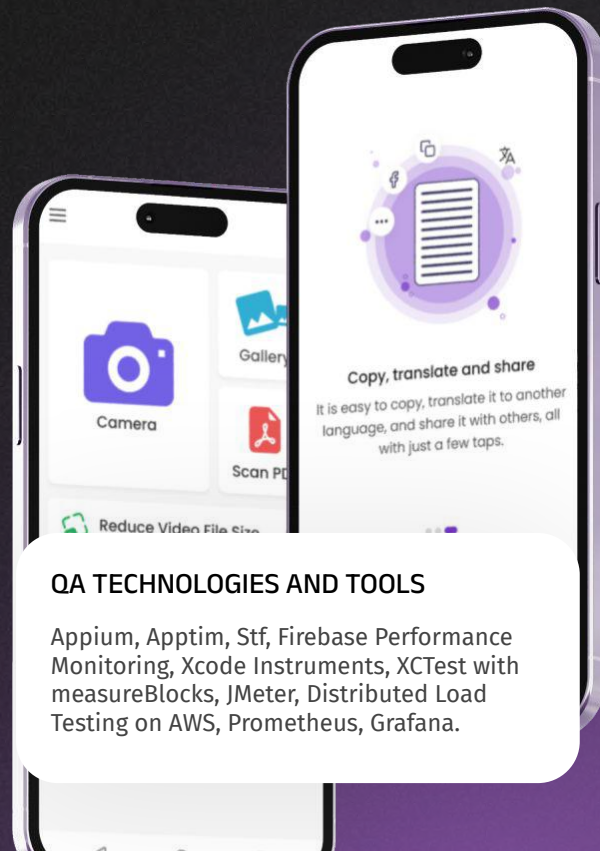 Camera
Gallery
Scan PD
Reduce Video File Size
Copy, translate and share
It is easy to copy, translate it to another
language, and share it with others, all
with just a few taps.
QA TECHNOLOGIES AND TOOLS
Appium, Apptim, Stf, Firebase Performance
Monitoring, Xcode Instruments, XCTest with
measureBlocks, JMeter, Distributed Load
Testing on AWS, Prometheus, Grafana.